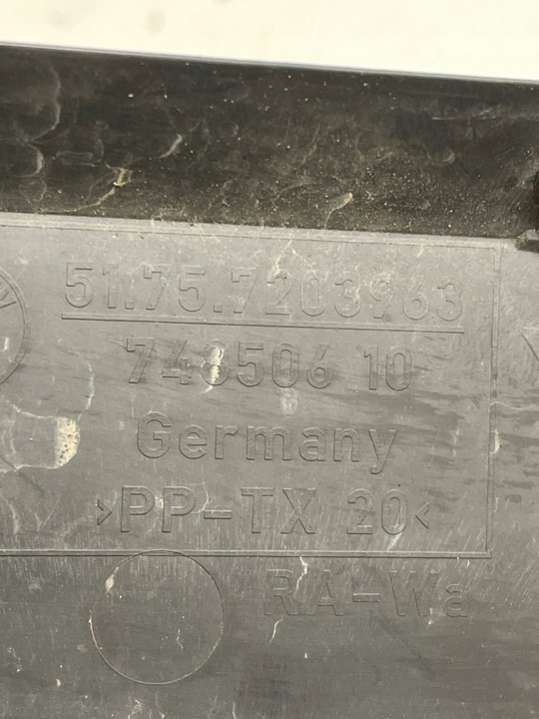 51.75.7203963
748506 10
Germany
>PP-TX 20<
RA-Wa